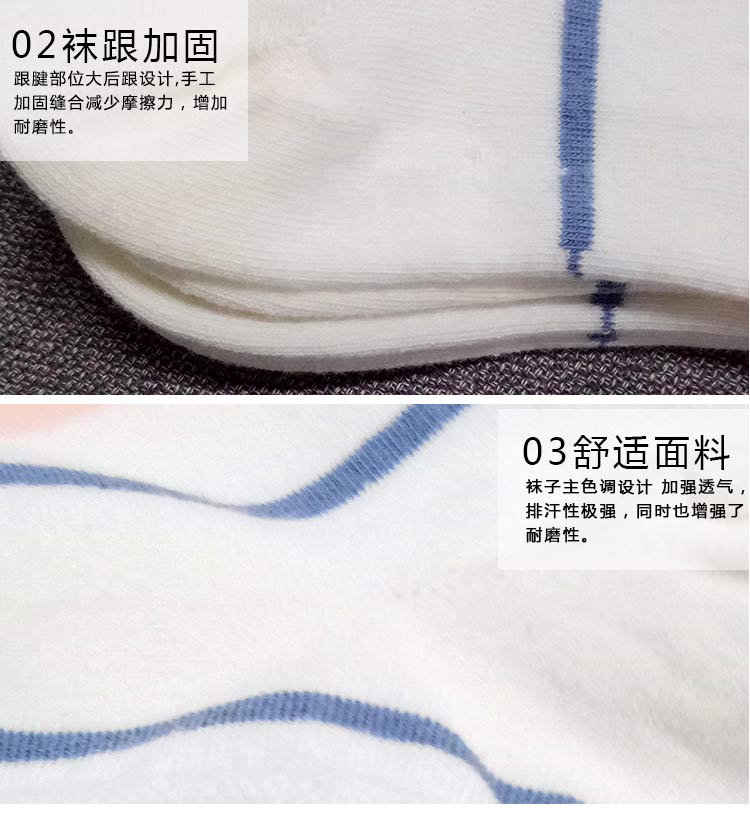 02袜跟加固
跟腱部位大后跟设计,手工
加固缝合减少摩擦力，增加
耐磨性。
03舒适面料
袜子主色调设计 加强透气，
排汗性极强，同时也增强了
耐磨性。